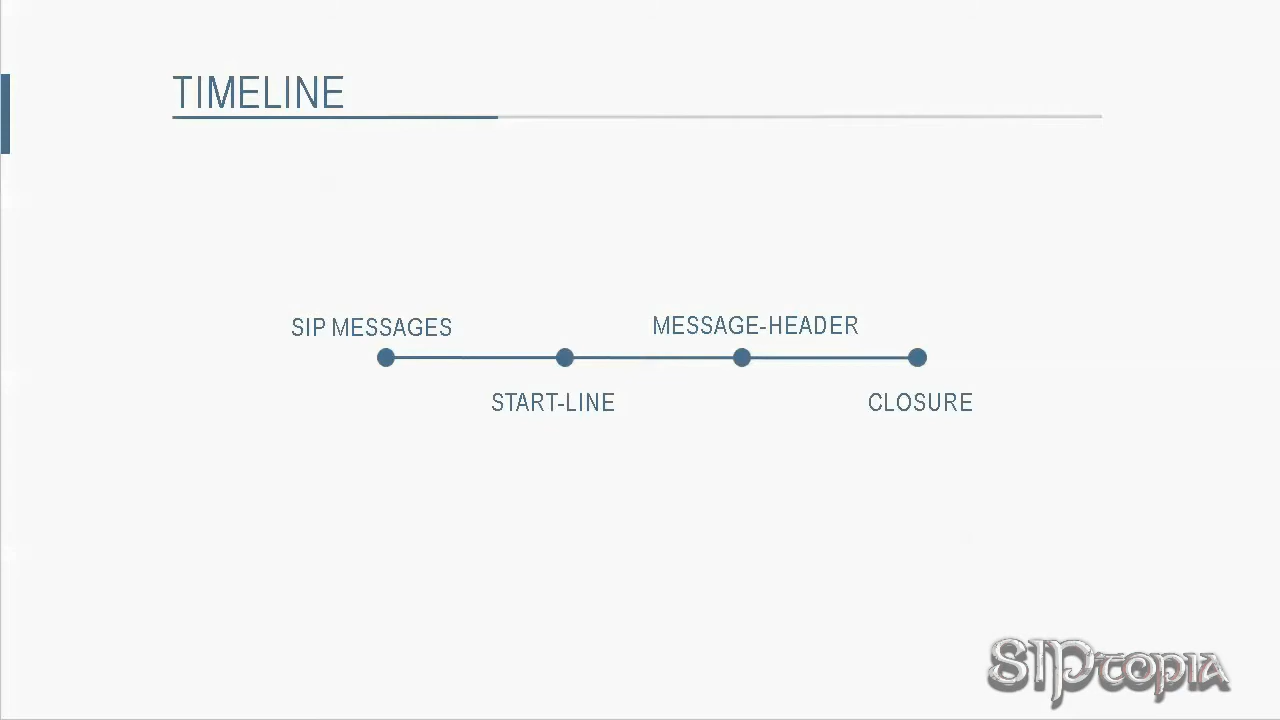 TIMELINE
SIP MESSAGES
MESSAGE-HEADER
START-LINE
CLOSURE
SIPtopia